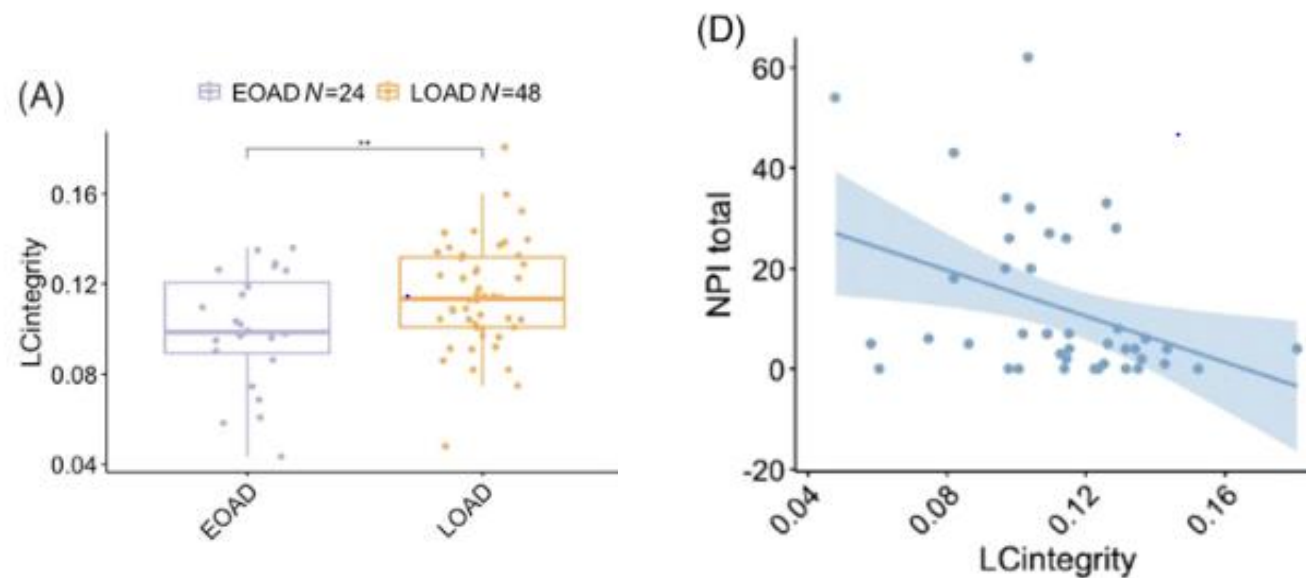 (A)
EOAD N=24 LOAD N=48
**
LCintegrity
0.16
0.12
0.08
0.04
EOAD
LOAD
(D)
NPI total
60
40
20
0
-20
0.04
0.08
0.12
0.16
LCintegrity